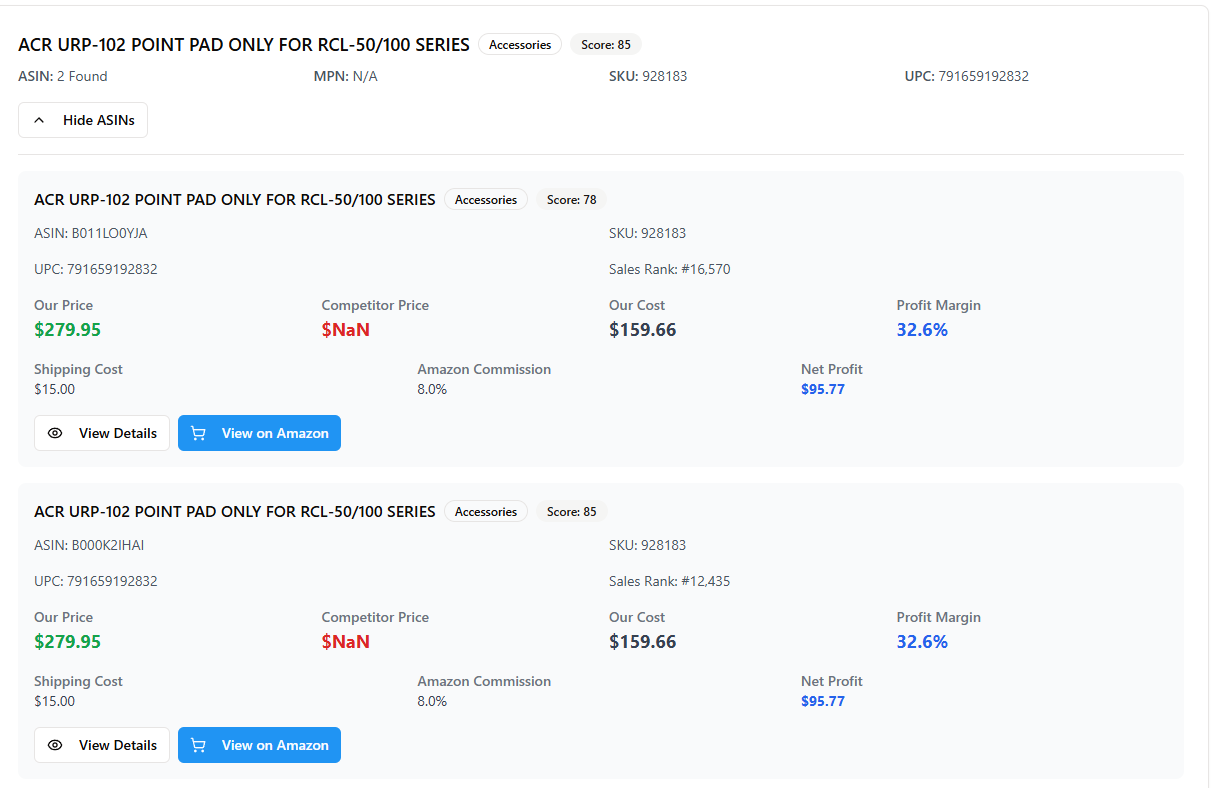 ACR URP-102 POINT PAD ONLY FOR RCL-50/100 SERIES Accessories Score: 85
ASIN: 2 Found MPN: N/A SKU: 928183 UPC: 791659192832
Hide ASINs
ACR URP-102 POINT PAD ONLY FOR RCL-50/100 SERIES Accessories Score: 78
ASIN: B011LO0YJA SKU: 928183
UPC: 791659192832 Sales Rank: #16,570
Our Price Competitor Price Our Cost Profit Margin
$279.95 $NaN $159.66 32.6%
Shipping Cost Amazon Commission Net Profit
$15.00 8.0% $95.77
View Details View on Amazon
ACR URP-102 POINT PAD ONLY FOR RCL-50/100 SERIES Accessories Score: 85
ASIN: B000K2IHAI SKU: 928183
UPC: 791659192832 Sales Rank: #12,435
Our Price Competitor Price Our Cost Profit Margin
$279.95 $NaN $159.66 32.6%
Shipping Cost Amazon Commission Net Profit
$15.00 8.0% $95.77
View Details View on Amazon